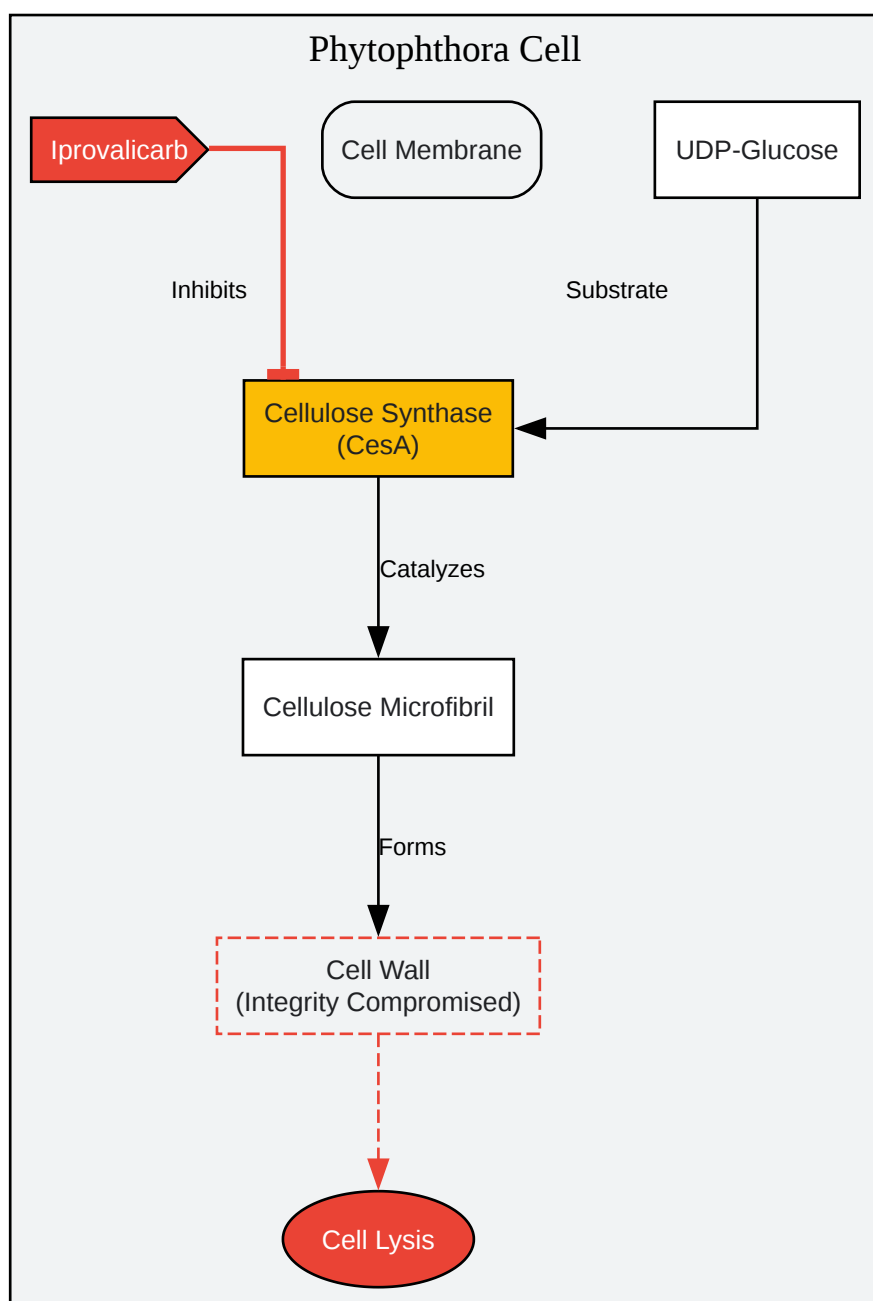 Phytophthora Cell
Iprovalicarb
Cell Membrane
UDP-Glucose
Inhibits
Substrate
Cellulose Synthase
(CesA)
Catalyzes
Cellulose Microfibril
Forms
Cell Wall
(Integrity Compromised)
Cell Lysis